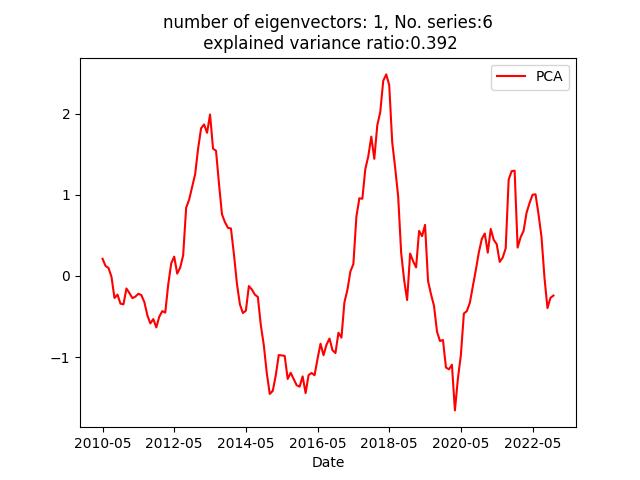 number of eigenvectors: 1, No. series:6
explained variance ratio:0.392
PCA
2
1
0
−1
2010-05 2012-05 2014-05 2016-05 2018-05 2020-05 2022-05
Date